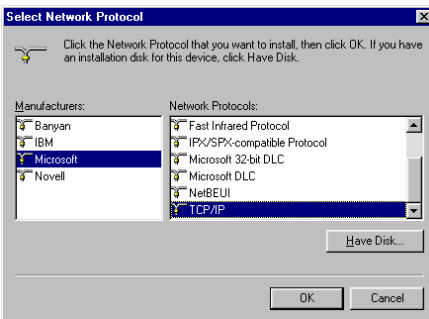 Select Network Protocol
Click the Network Protocol that you want to install, then click OK. If you have
an installation disk for this device, click Have Disk.
Manufacturers:
Banyan
IBM
Microsoft
Novell
Network Protocols:
Fast Infrared Protocol
IPX/SPX-compatible Protocol
Microsoft 32-bit DLC
Microsoft DLC
NetBEUI
TCP/IP
Have Disk...
OK
Cancel